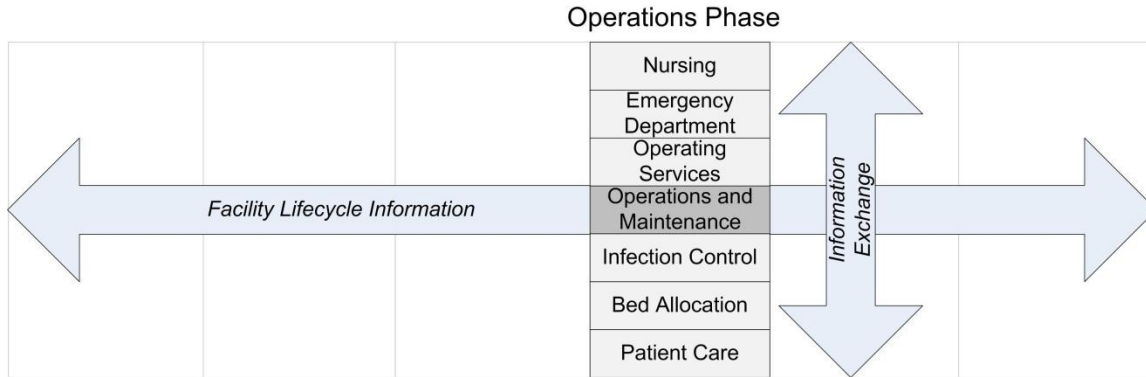 Operations Phase
Nursing
Emergency
Department
Operating
Services
Operations and
Maintenance
Facility Lifecycle Information
Information
Exchange
Infection Control
Bed Allocation
Patient Care